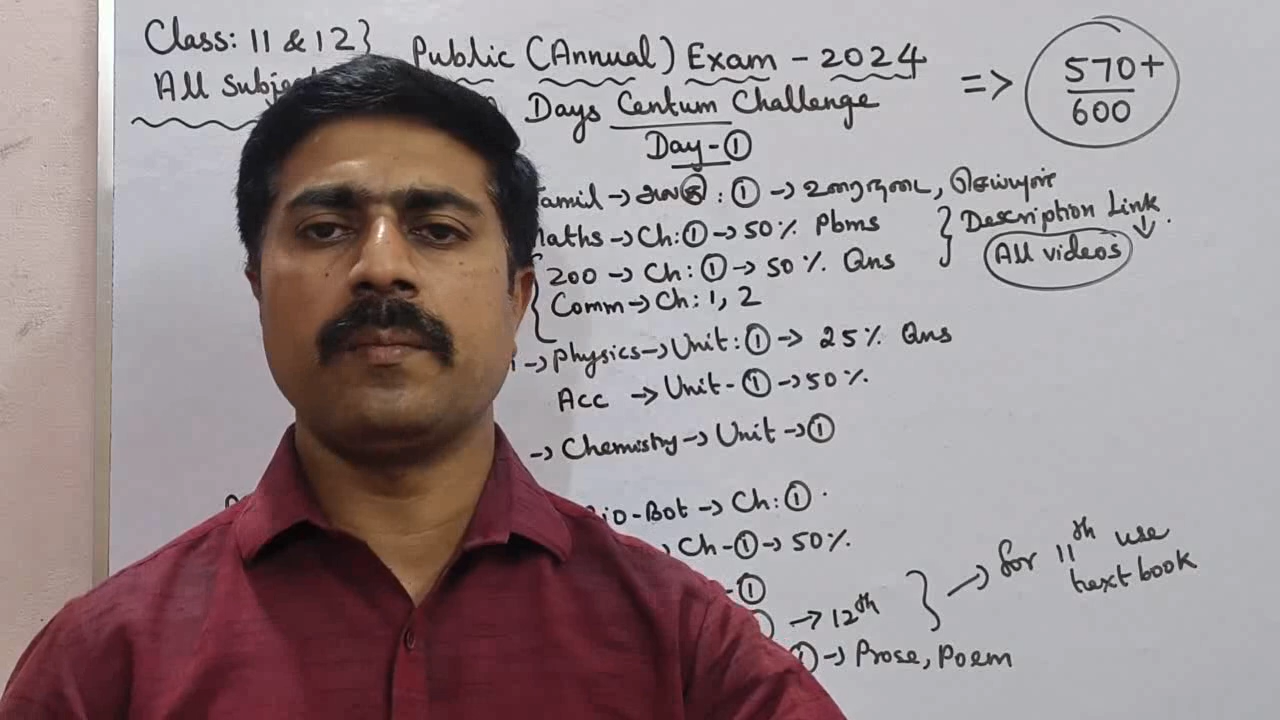 Class: 11 & 12}
All Subje
Public (Annual) Exam - 2024
Days Centum Challenge
Day-①
=> 570+
600
Tamil → ① → உரைநடை, செய்யுள்
Maths → Ch:① → 50% Pbms
} Description Link
All videos
200 → Ch:① → 50% Qns
Comm → Ch: 1, 2
→ Physics → Unit:① → 25% Qns
Acc → Unit-① → 50%
→ Chemistry → Unit → ①
Bio-Bot → Ch:①
Ch-① → 50%
-①
→ 12th } → for 11th use
text book
① → Prose, Poem